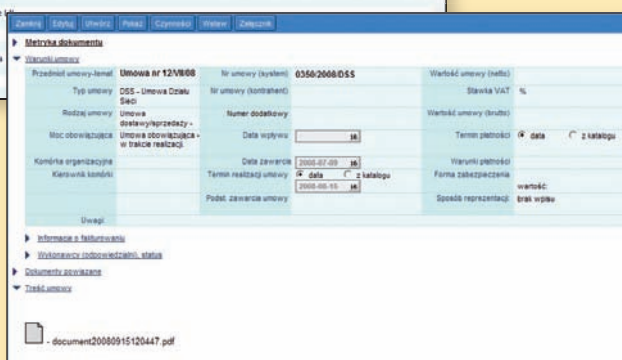 Zamknij Edytuj Utwórz Pokaż Czynności Wstaw Załącznik
Metryka dokumentu
Warunki umowy
Przedmiot umowy-temat Umowa nr 12/VII/08 Nr umowy (system) 0350/2008/DSS Wartość umowy (netto)
Typ umowy DSS - Umowa Działu Sieci Nr umowy (kontrahent) Stawka VAT %
Rodzaj umowy Umowa dostawy/sprzedaży - Numer dodatkowy Wartość umowy (brutto)
Moc obowiązująca Umowa obowiązująca - w trakcie realizacji. Data wpływu 16 Termin płatności data z katalogu
Komórka organizacyjna Data zawarcia 2008-07-09 16 Warunki płatności
Kierownik komórki Termin realizacji umowy data z katalogu Forma zabezpieczenia
2008-08-15 16 wartość:
Podst. zawarcia umowy Sposób reprezentacji: brak wpisu
Uwagi:
Informacje o fakturowaniu
Wykonawcy (odpowiedzialni), status
Dokumenty powiązane
Treść umowy
- document20080915120447.pdf